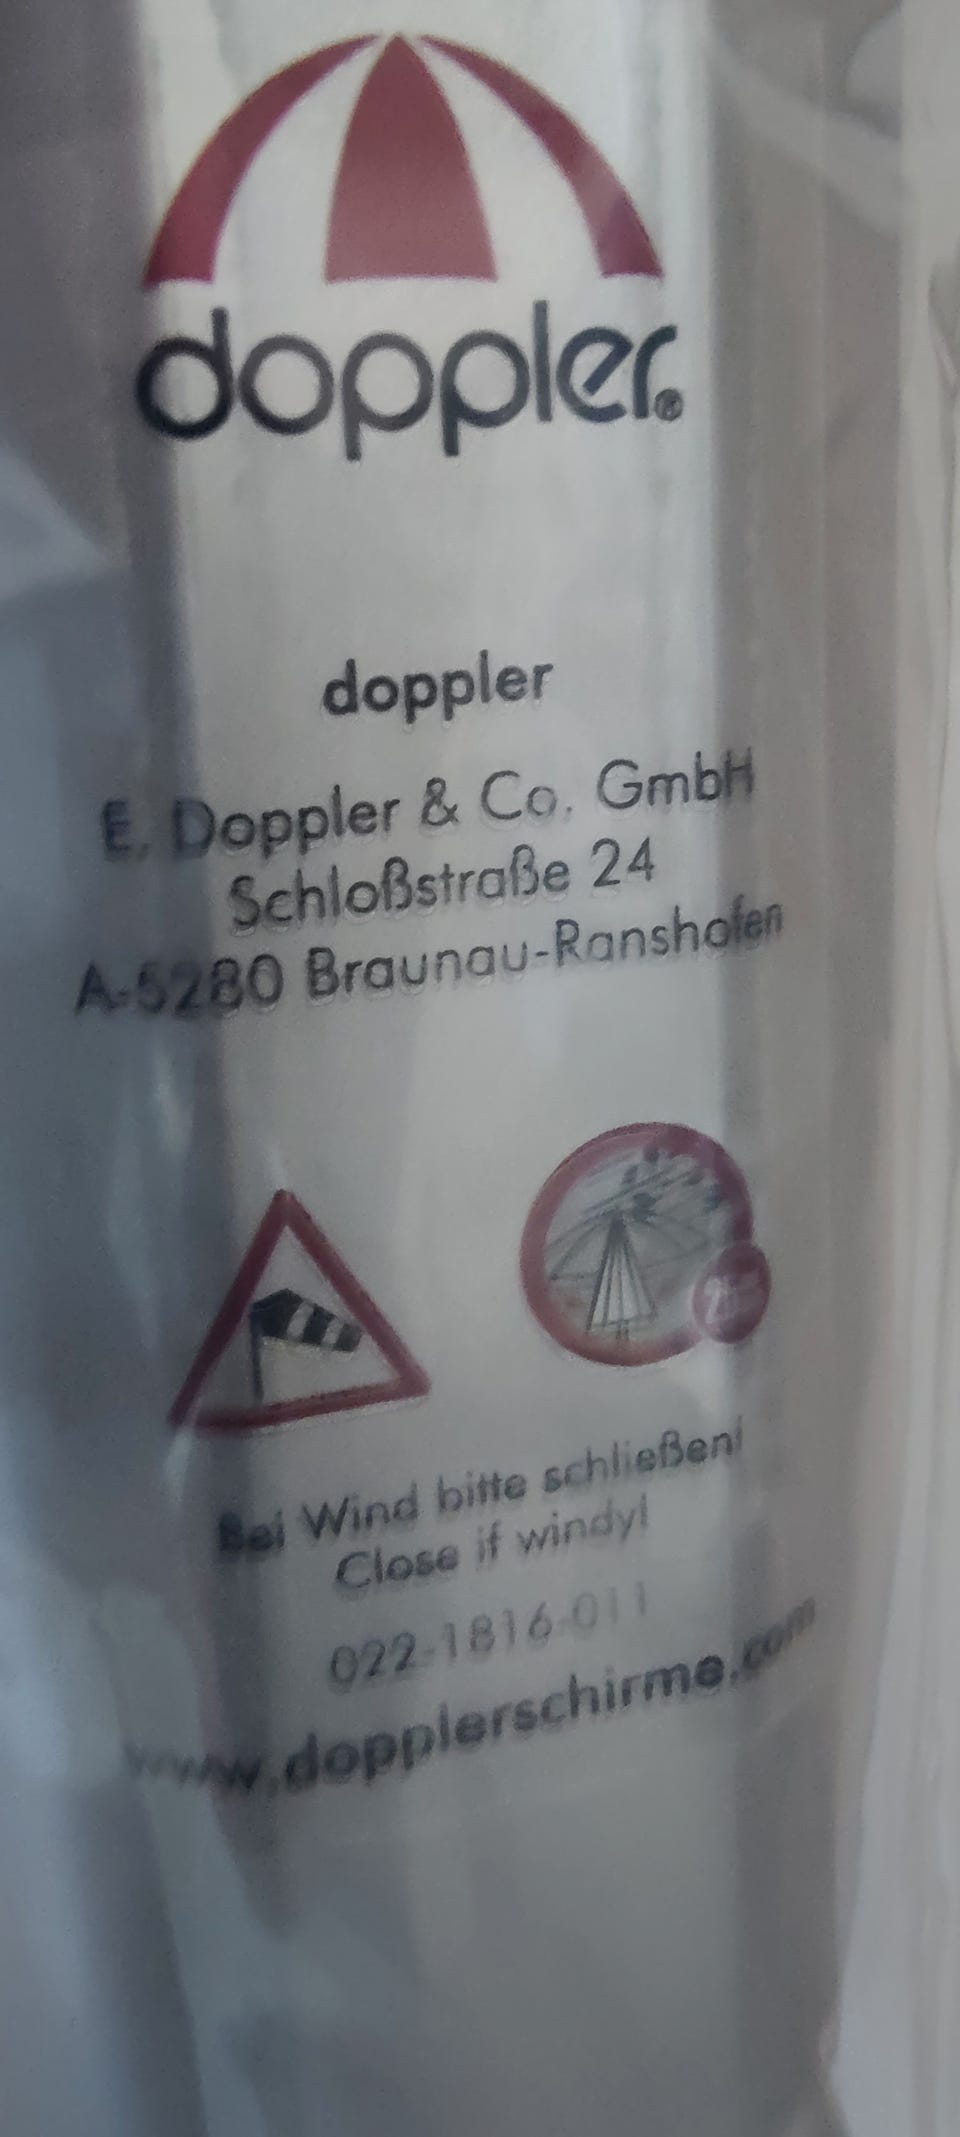 doppler®
doppler
E. Doppler & Co. GmbH
Schloßstraße 24
A-5280 Braunau-Ranshofen
Bei Wind bitte schließen!
Close if windy!
022-1816-011
www.dopplerschirme.com